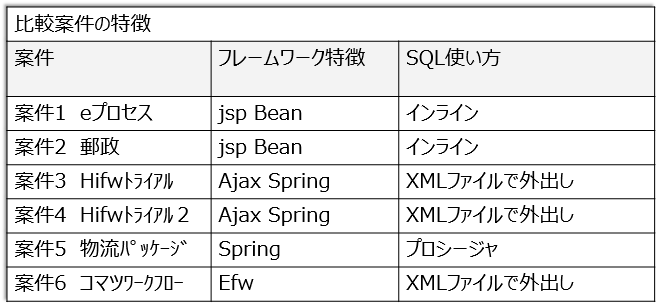 比較案件の特徴
案件 フレームワーク特徴 SQL使い方
案件1 eプロセス jsp Bean インライン
案件2 郵政 jsp Bean インライン
案件3 Hifwﾄﾗｲｱﾙ Ajax Spring XMLファイルで外出し
案件4 Hifwﾄﾗｲｱﾙ２ Ajax Spring XMLファイルで外出し
案件5 物流ﾊﾟｯｹｰｼﾞ Spring プロシージャ
案件6 コマツﾜｰｸﾌﾛｰ Efw XMLファイルで外出し